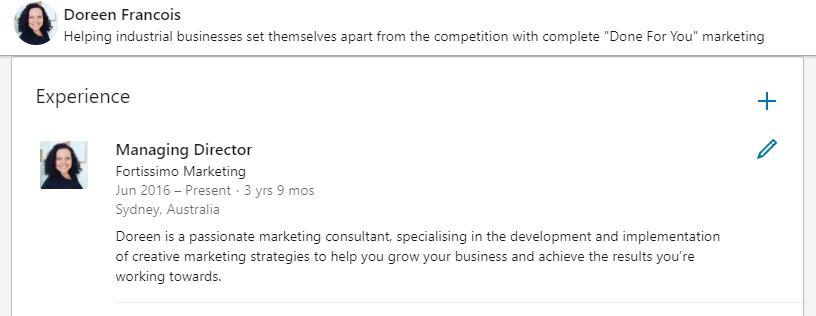 Doreen Francois
Helping industrial businesses set themselves apart from the competition with complete "Done For You" marketing
Experience
Managing Director
Fortissimo Marketing
Jun 2016 – Present · 3 yrs 9 mos
Sydney, Australia
Doreen is a passionate marketing consultant, specialising in the development and implementation
of creative marketing strategies to help you grow your business and achieve the results you're
working towards.